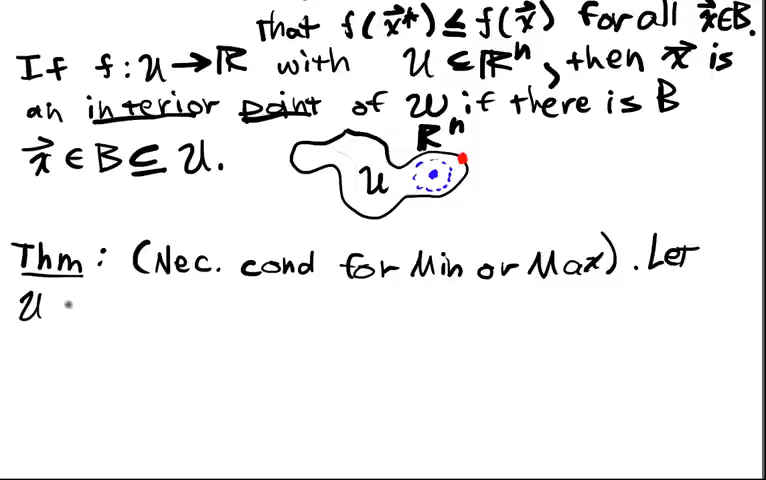 that f(x⃗*) ≤ f(x⃗) for all x⃗∈B.
If f: U → ℝ with U ⊆ ℝⁿ, then x⃗ is
an interior point of U if there is B
x⃗ ∈ B ⊆ U.
ℝⁿ
U
Thm: (Nec. cond for Min or Max). Let
U